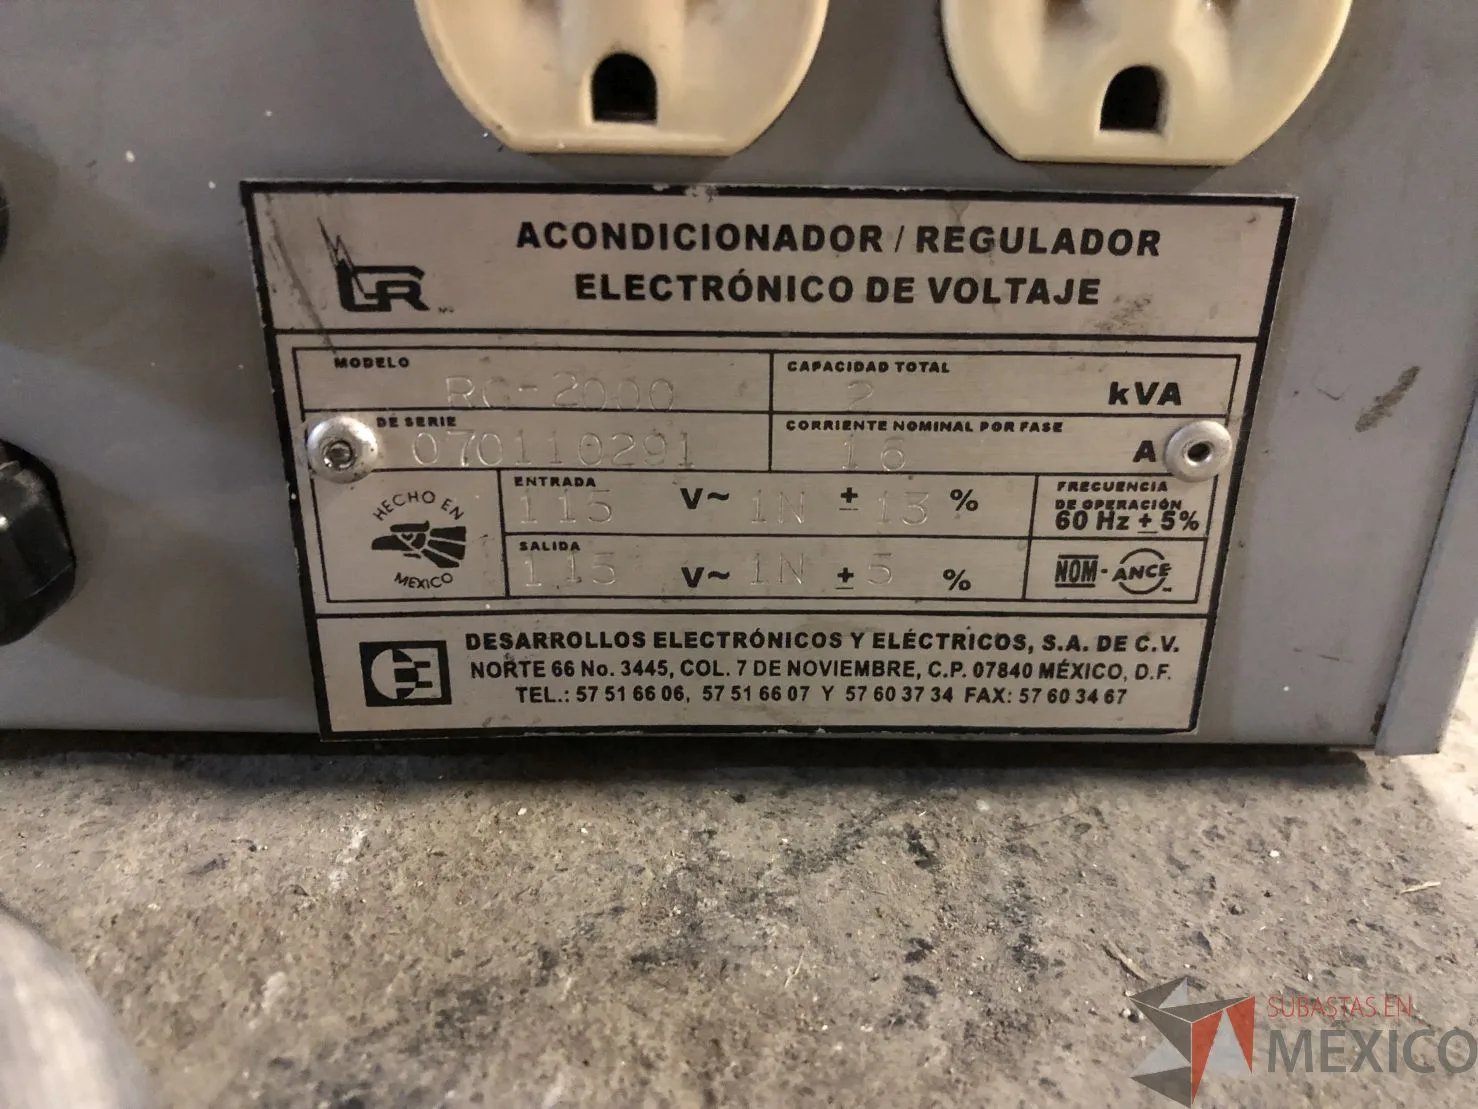 ACONDICIONADOR / REGULADOR
ELECTRÓNICO DE VOLTAJE
MODELO
RC-2000
CAPACIDAD TOTAL
2 kVA
DE SERIE
070110291
CORRIENTE NOMINAL POR FASE
16 A
HECHO EN
MEXICO
ENTRADA
115 V~ 1N ± 13 %
FRECUENCIA
DE OPERACIÓN
60 Hz ± 5%
SALIDA
115 V~ 1N ± 5 %
NOM - ANCE
DESARROLLOS ELECTRÓNICOS Y ELÉCTRICOS, S.A. DE C.V.
NORTE 66 No. 3445, COL. 7 DE NOVIEMBRE, C.P. 07840 MÉXICO, D.F.
TEL.: 57 51 66 06, 57 51 66 07 Y 57 60 37 34 FAX: 57 60 34 67
SUBASTAS EN
MÉXICO